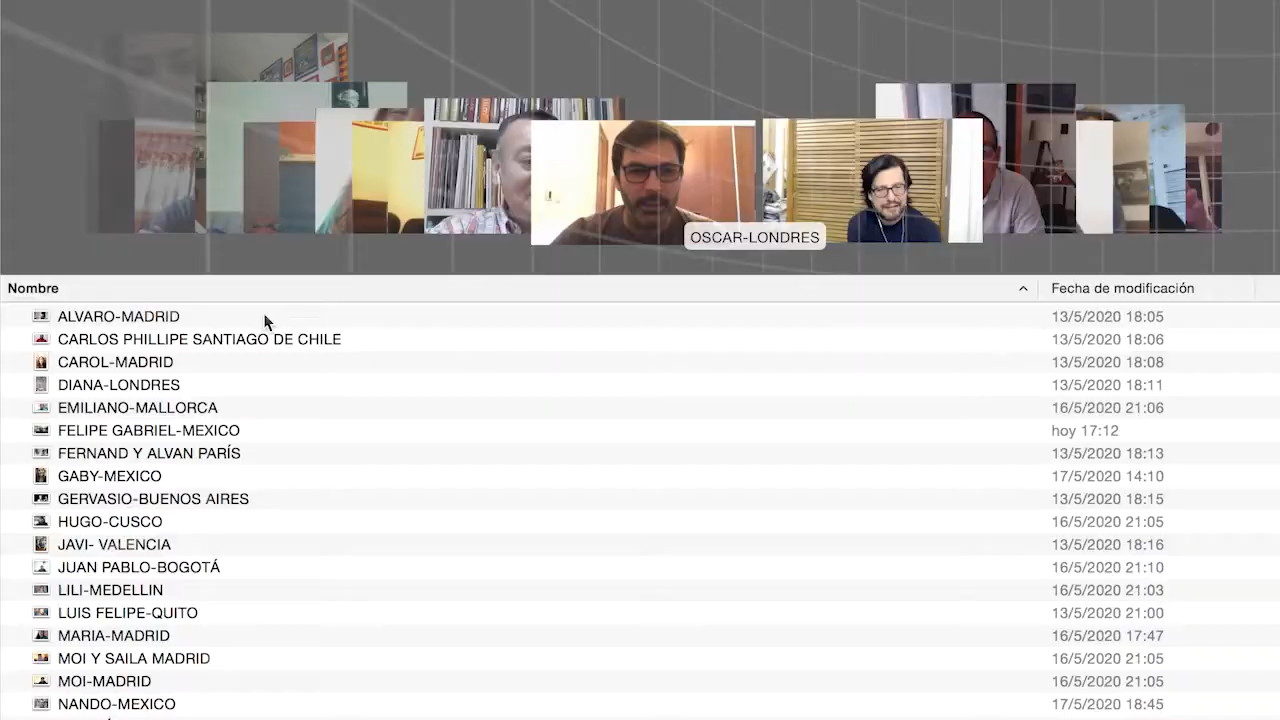 OSCAR-LONDRES
Nombre Fecha de modificación
ALVARO-MADRID 13/5/2020 18:05
CARLOS PHILLIPE SANTIAGO DE CHILE 13/5/2020 18:06
CAROL-MADRID 13/5/2020 18:08
DIANA-LONDRES 13/5/2020 18:11
EMILIANO-MALLORCA 16/5/2020 21:06
FELIPE GABRIEL-MEXICO hoy 17:12
FERNAND Y ALVAN PARÍS 13/5/2020 18:13
GABY-MEXICO 17/5/2020 14:10
GERVASIO-BUENOS AIRES 13/5/2020 18:15
HUGO-CUSCO 16/5/2020 21:05
JAVI- VALENCIA 13/5/2020 18:16
JUAN PABLO-BOGOTÁ 16/5/2020 21:10
LILI-MEDELLIN 16/5/2020 21:03
LUIS FELIPE-QUITO 13/5/2020 21:00
MARIA-MADRID 16/5/2020 17:47
MOI Y SAILA MADRID 16/5/2020 21:05
MOI-MADRID 16/5/2020 21:05
NANDO-MEXICO 17/5/2020 18:45